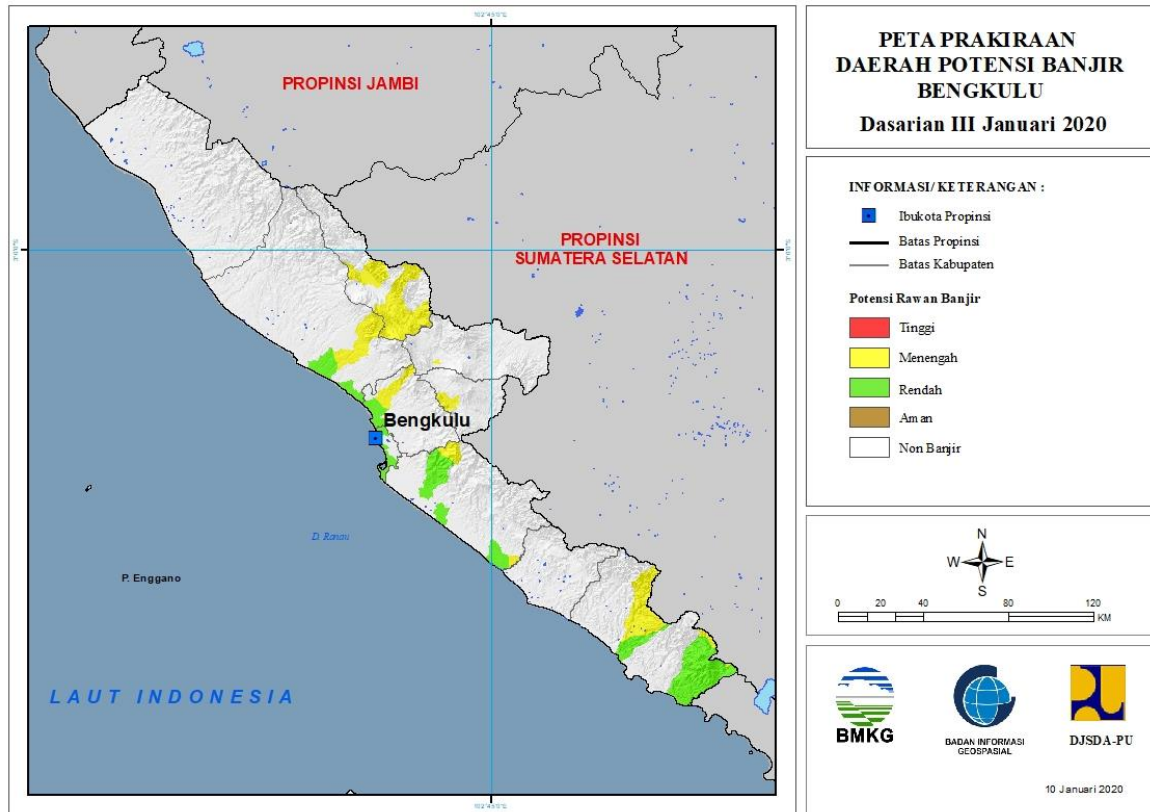 PETA PRAKIRAAN
DAERAH POTENSI BANJIR
BENGKULU
Dasarian III Januari 2020
INFORMASI/ KETERANGAN :
Ibukota Propinsi
Batas Propinsi
Batas Kabupaten
Potensi Rawan Banjir
Tinggi
Menengah
Rendah
Aman
Non Banjir
N
W E
S
0 20 40 80 120
KM
BMKG
BADAN INFORMASI
GEOSPASIAL
DJSDA-PU
10 Januari 2020
PROPINSI JAMBI
PROPINSI
SUMATERA SELATAN
Bengkulu
D. Ranau
P. Enggano
LAUT INDONESIA